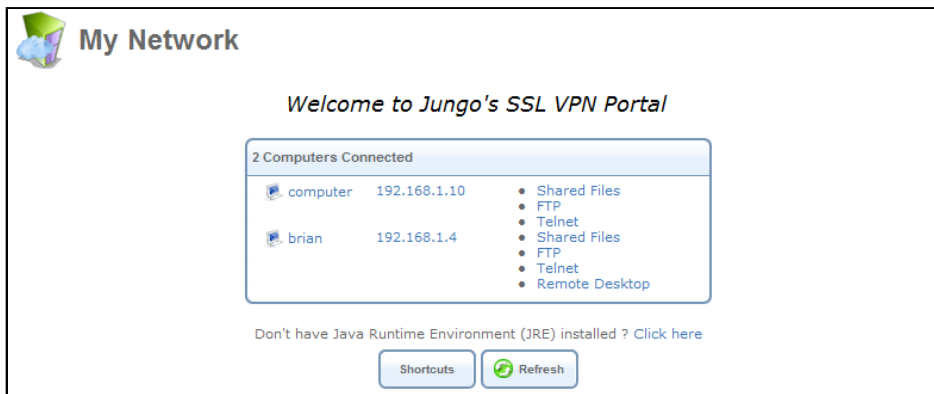 My Network
Welcome to Jungo's SSL VPN Portal
2 Computers Connected
computer 192.168.1.10 • Shared Files
• FTP
• Telnet
brian 192.168.1.4 • Shared Files
• FTP
• Telnet
• Remote Desktop
Don't have Java Runtime Environment (JRE) installed ? Click here
Shortcuts Refresh